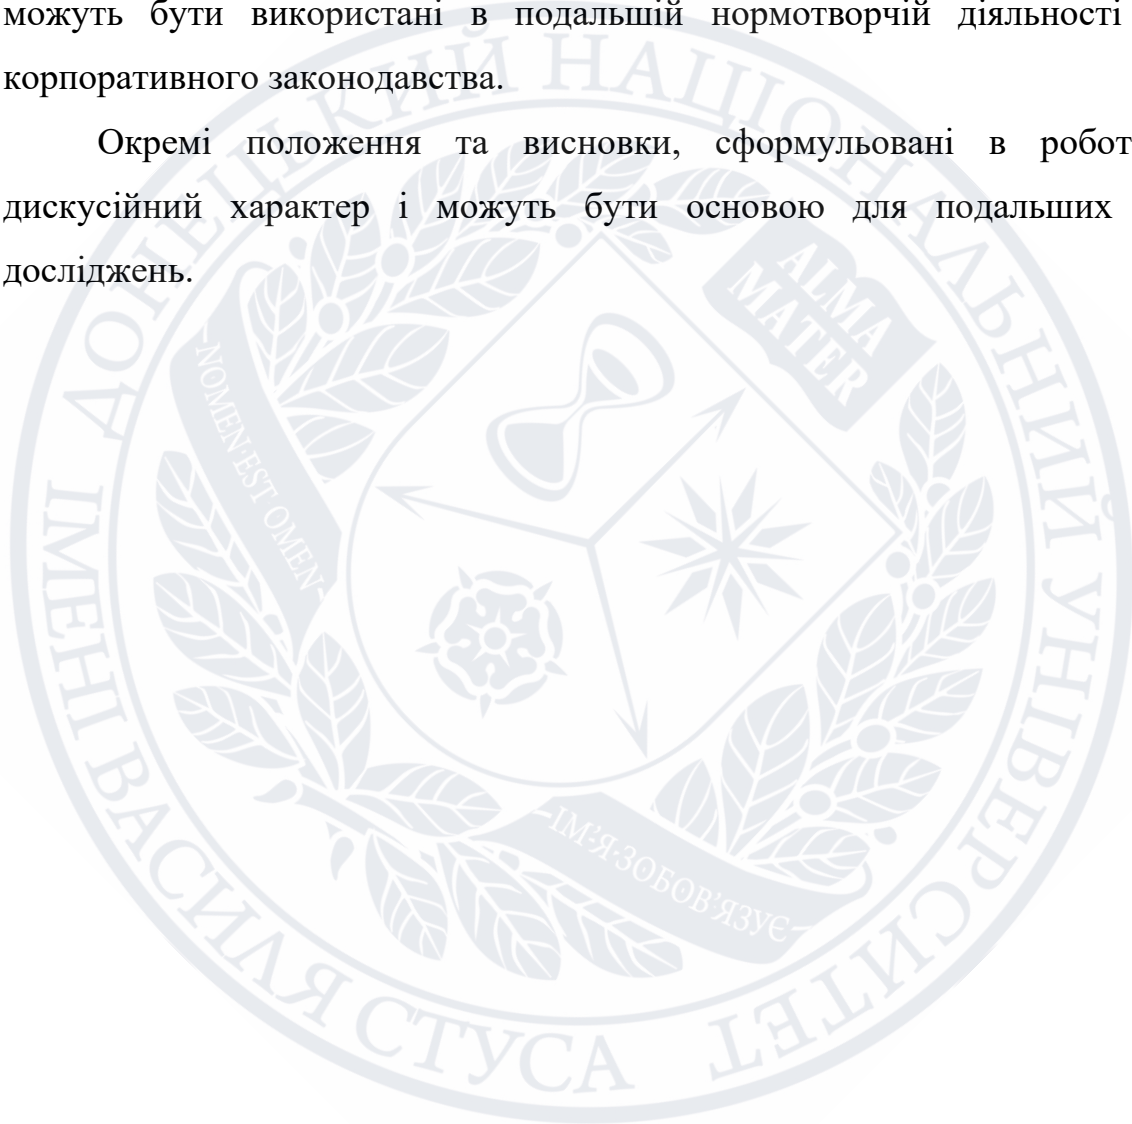 можуть бути використані в подальшій нормотворчій діяльності
корпоративного законодавства.
Окремі положення та висновки, сформульовані в робот
дискусійний характер і можуть бути основою для подальших
досліджень.
ДОНЕЦЬКИЙ НАЦІОНАЛЬНИЙ УНІВЕРСИТЕТ
ІМЕНІ ВАСИЛЯ СТУСА
ALMA
MATER
NOMEN·EST·OMEN
ІМ'Я·ЗОБОВ'ЯЗУЄ